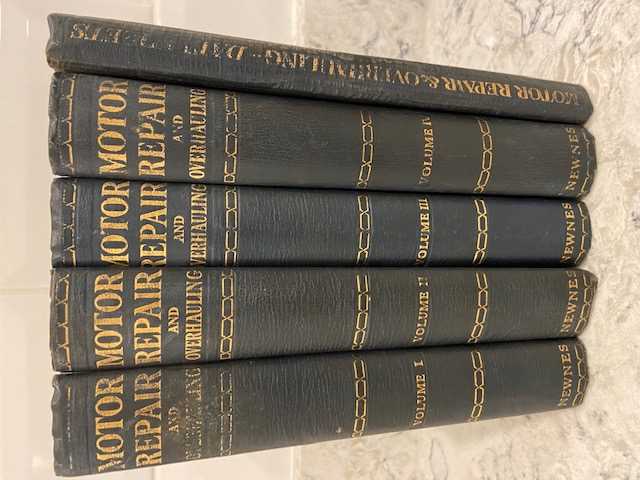 MOTOR REPAIR & OVERHAULING · DATA SHEETS
MOTOR
REPAIR
AND
OVERHAULING
VOLUME IV
NEWNES
MOTOR
REPAIR
AND
OVERHAULING
VOLUME III
NEWNES
MOTOR
REPAIR
AND
OVERHAULING
VOLUME II
NEWNES
MOTOR
REPAIR
AND
OVERHAULING
VOLUME I
NEWNES